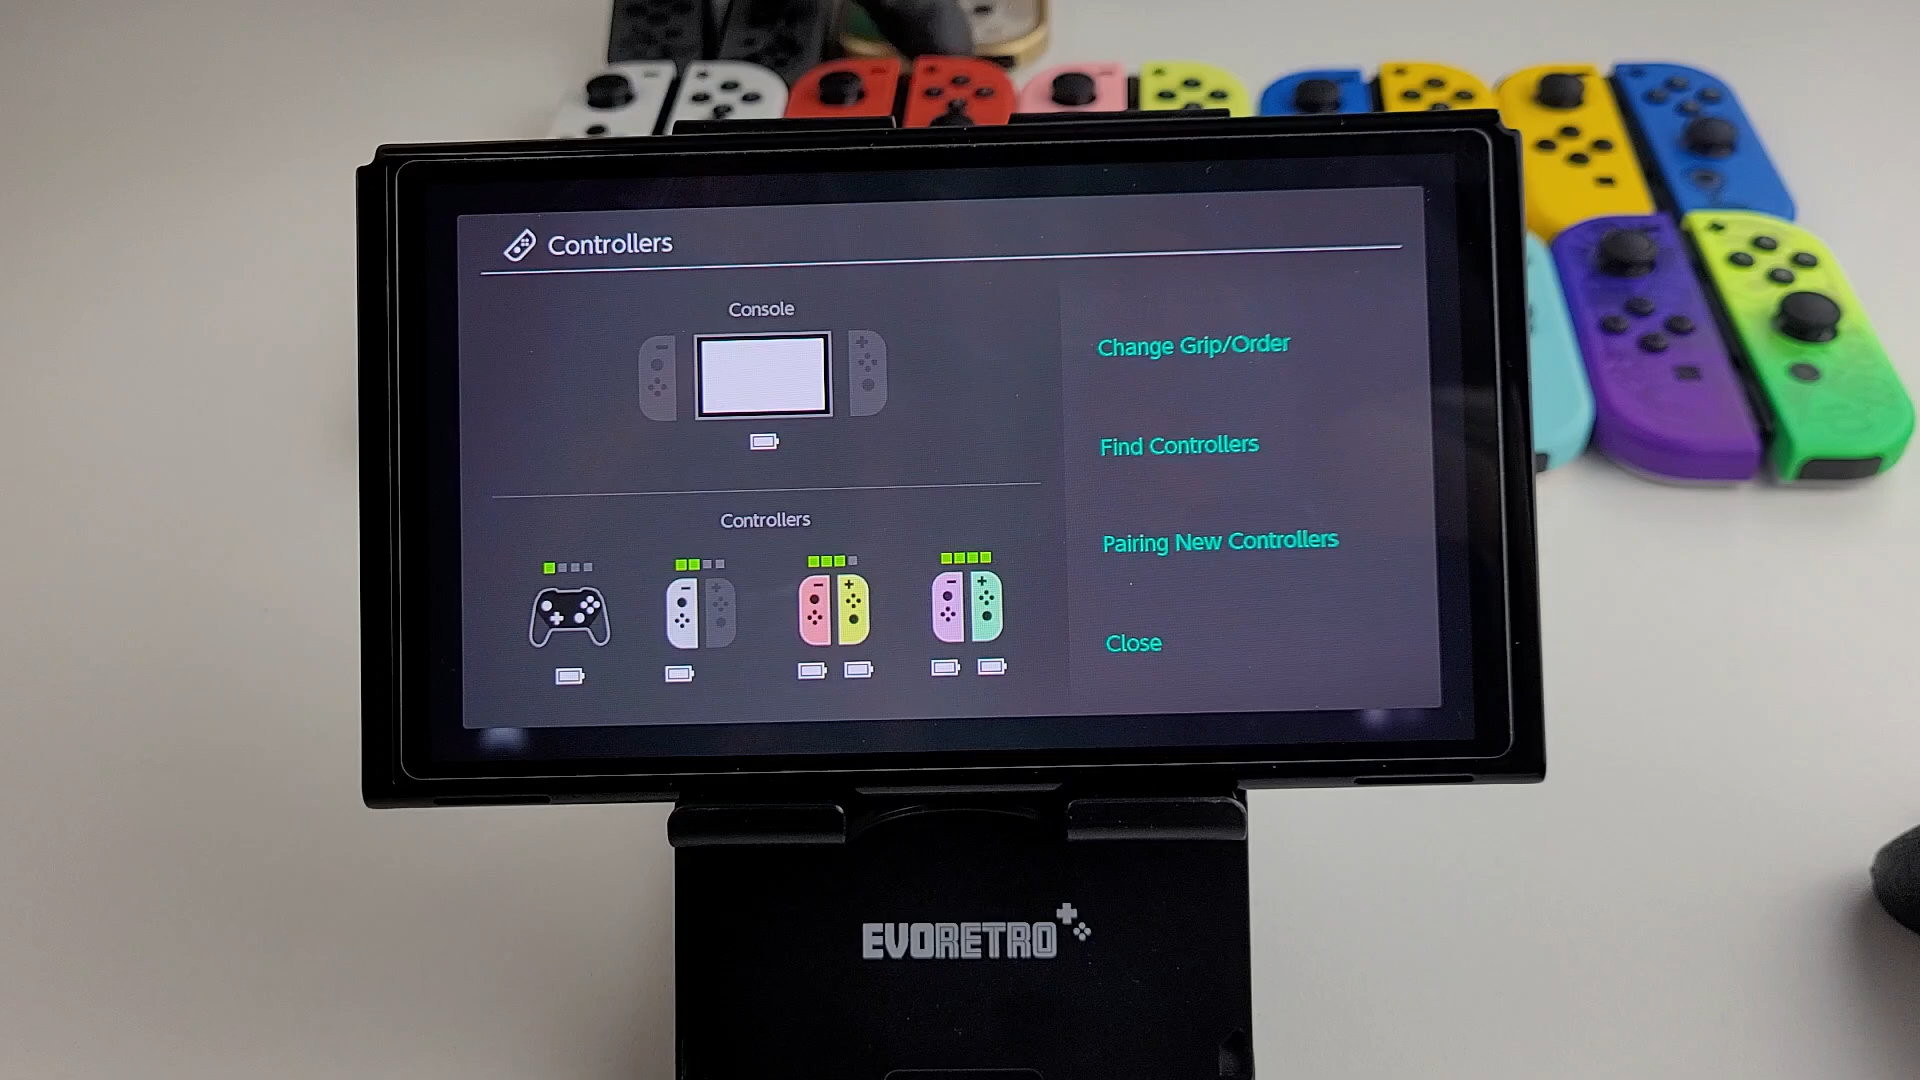 Controllers
Console
Controllers
Change Grip/Order
Find Controllers
Pairing New Controllers
Close
EVORETRO